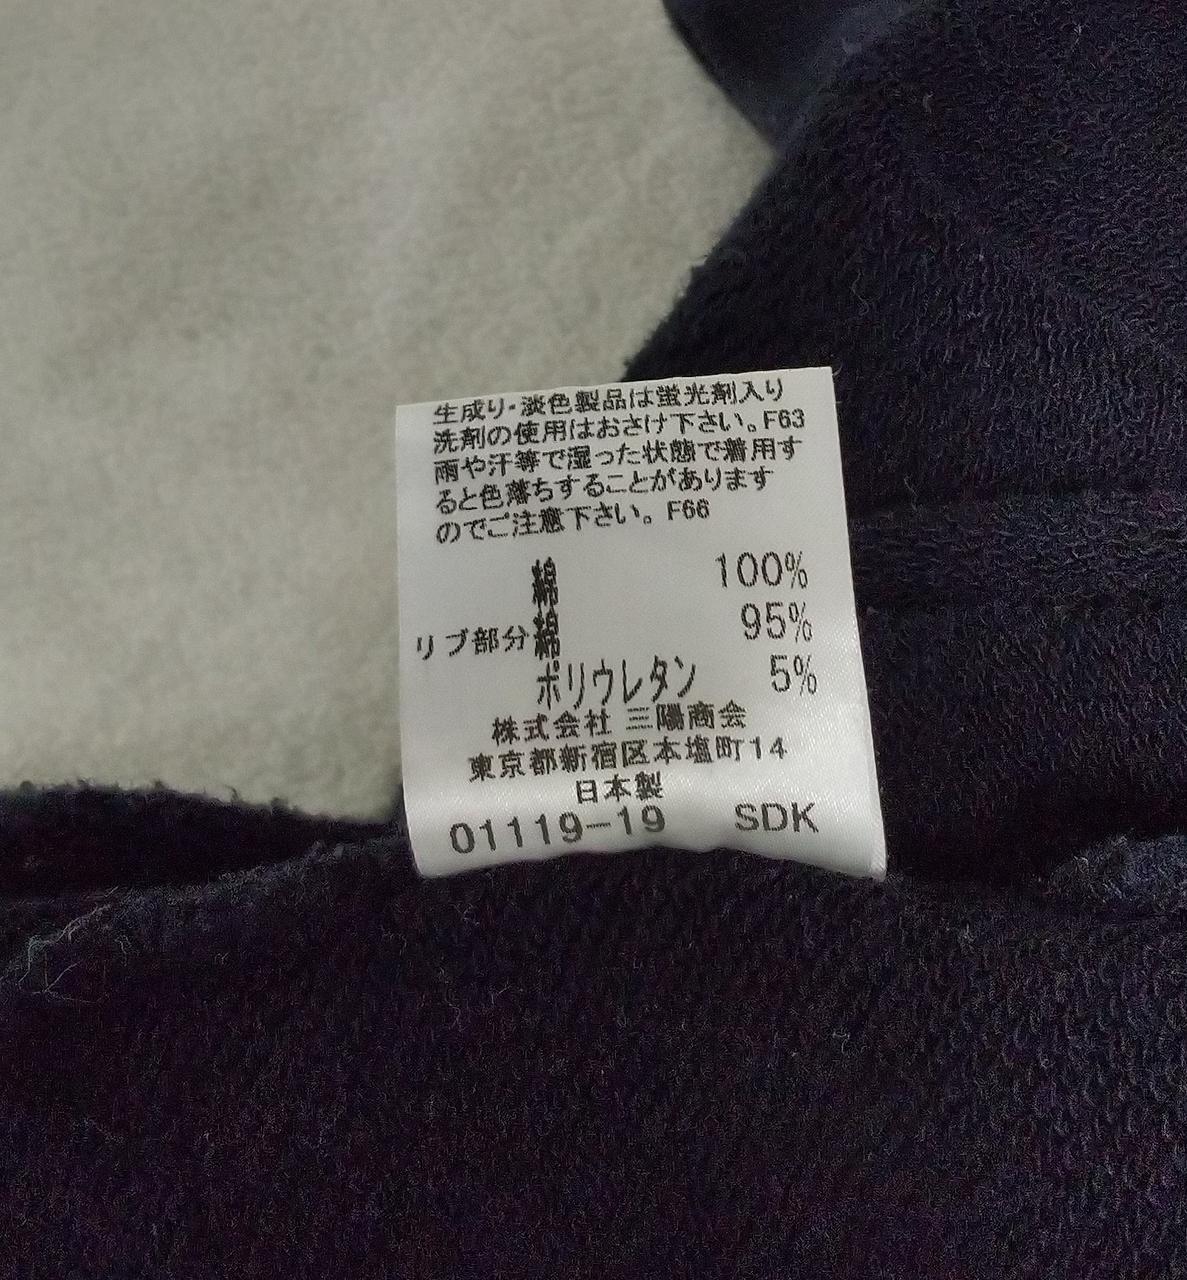 生成り・淡色製品は蛍光剤入り
洗剤の使用はおさけ下さい。F63
雨や汗等で湿った状態で着用す
ると色落ちすることがあります
のでご注意下さい。F66
綿 100%
リブ部分 綿 95%
ポリウレタン 5%
株式会社 三陽商会
東京都新宿区本塩町14
日本製
01119-19 SDK